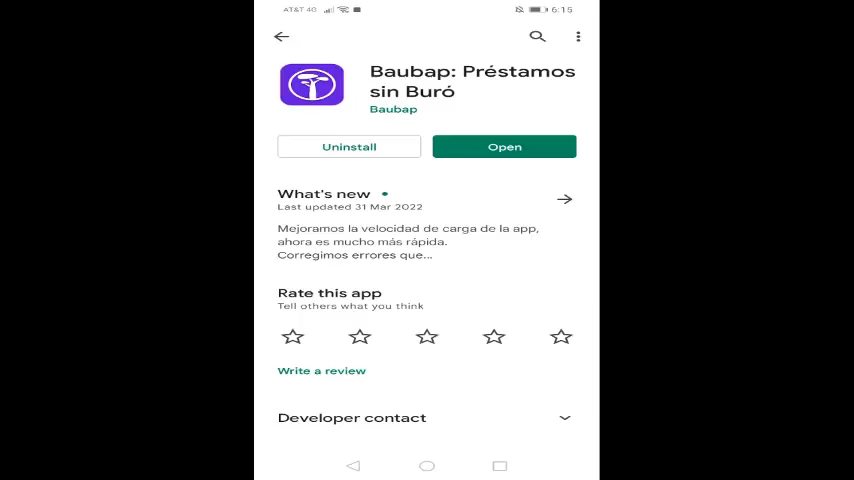 AT&T 4G 6:15
Baubap: Préstamos
sin Buró
Baubap
Uninstall Open
What's new
Last updated 31 Mar 2022
Mejoramos la velocidad de carga de la app,
ahora es mucho más rápida.
Corregimos errores que...
Rate this app
Tell others what you think
Write a review
Developer contact